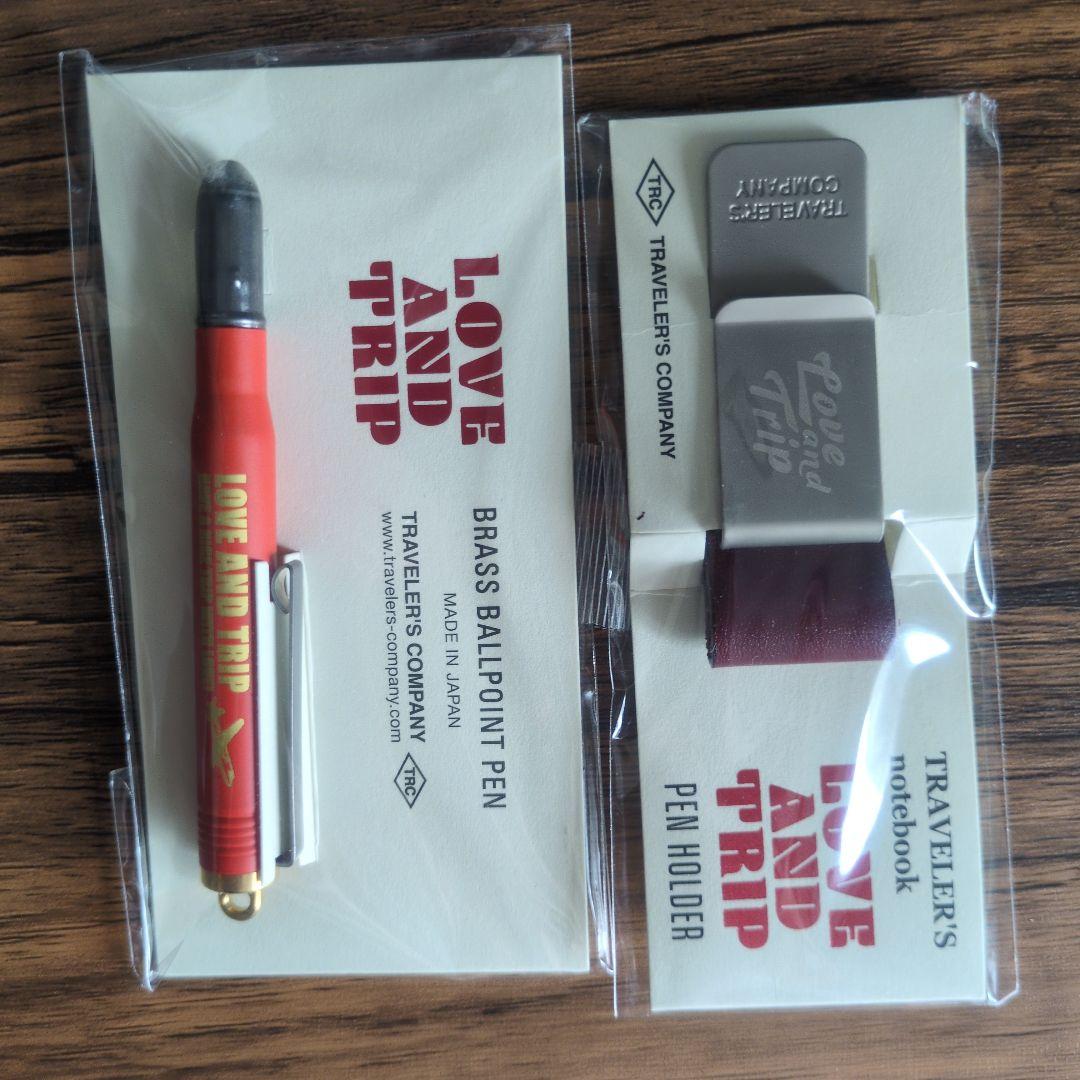 LOVE
AND
TRIP
BRASS BALLPOINT PEN
MADE IN JAPAN
TRAVELER'S COMPANY TRC
www.travelers-company.com
LOVE AND TRIP
TRAVELER'S
COMPANY
TRC TRAVELER'S COMPANY
Love
and
Trip
TRAVELER'S
notebook
LOVE
AND
TRIP
PEN HOLDER